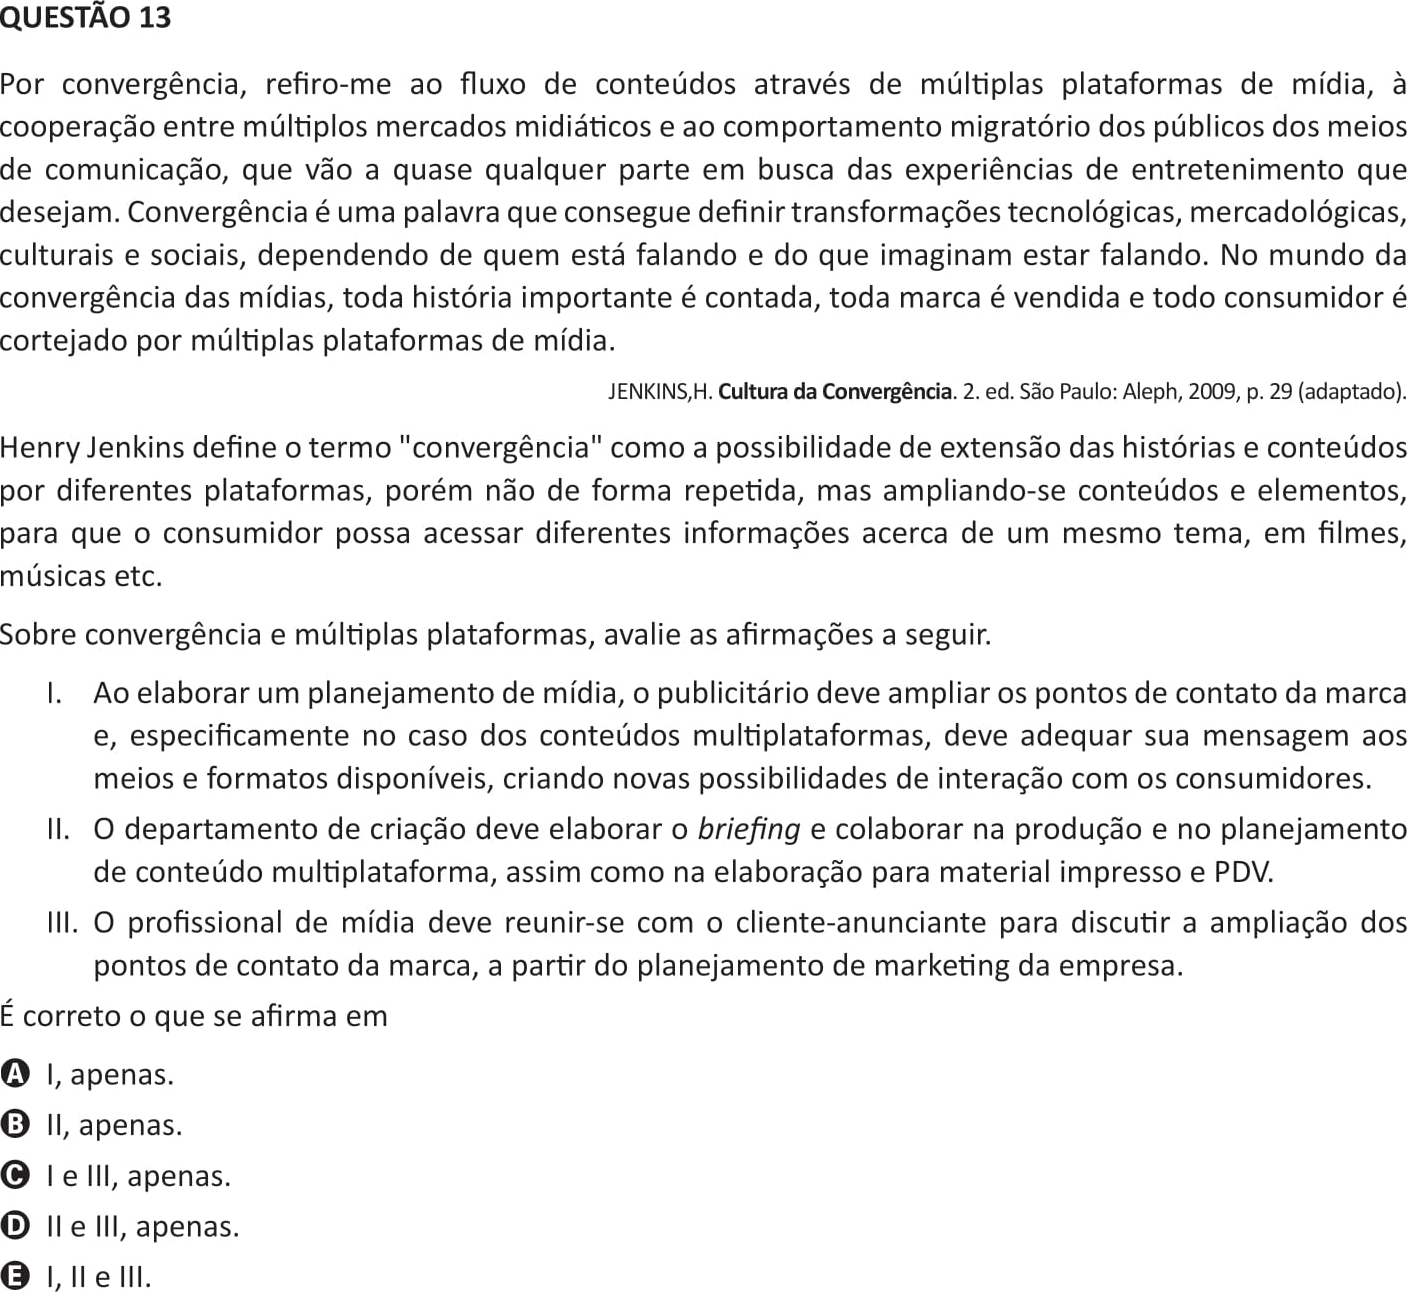 QUESTÃO 13
Por convergência, refiro-me ao fluxo de conteúdos através de múltiplas plataformas de mídia, à
cooperação entre múltiplos mercados midiáticos e ao comportamento migratório dos públicos dos meios
de comunicação, que vão a quase qualquer parte em busca das experiências de entretenimento que
desejam. Convergência é uma palavra que consegue definir transformações tecnológicas, mercadológicas,
culturais e sociais, dependendo de quem está falando e do que imaginam estar falando. No mundo da
convergência das mídias, toda história importante é contada, toda marca é vendida e todo consumidor é
cortejado por múltiplas plataformas de mídia.
JENKINS,H. Cultura da Convergência. 2. ed. São Paulo: Aleph, 2009, p. 29 (adaptado).
Henry Jenkins define o termo "convergência" como a possibilidade de extensão das histórias e conteúdos
por diferentes plataformas, porém não de forma repetida, mas ampliando-se conteúdos e elementos,
para que o consumidor possa acessar diferentes informações acerca de um mesmo tema, em filmes,
músicas etc.
Sobre convergência e múltiplas plataformas, avalie as afirmações a seguir.
I. Ao elaborar um planejamento de mídia, o publicitário deve ampliar os pontos de contato da marca
e, especificamente no caso dos conteúdos multiplataformas, deve adequar sua mensagem aos
meios e formatos disponíveis, criando novas possibilidades de interação com os consumidores.
II. O departamento de criação deve elaborar o briefing e colaborar na produção e no planejamento
de conteúdo multiplataforma, assim como na elaboração para material impresso e PDV.
III. O profissional de mídia deve reunir-se com o cliente-anunciante para discutir a ampliação dos
pontos de contato da marca, a partir do planejamento de marketing da empresa.
É correto o que se afirma em
A I, apenas.
B II, apenas.
C I e III, apenas.
D II e III, apenas.
E I, II e III.